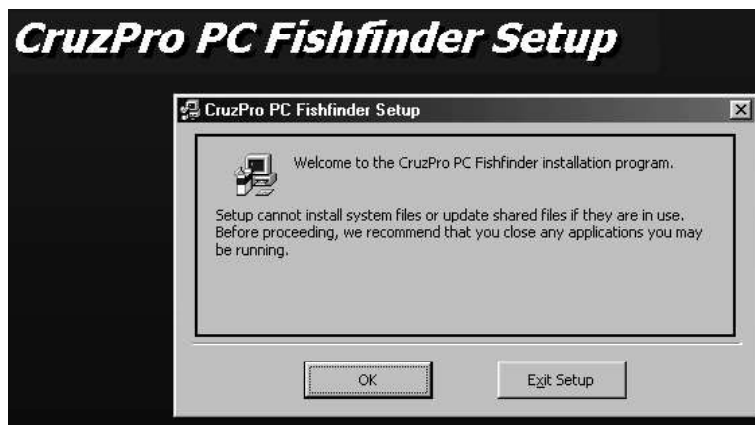 CruzPro PC Fishfinder Setup
CruzPro PC Fishfinder Setup
Welcome to the CruzPro PC Fishfinder installation program.
Setup cannot install system files or update shared files if they are in use.
Before proceeding, we recommend that you close any applications you may
be running.
OK
Exit Setup